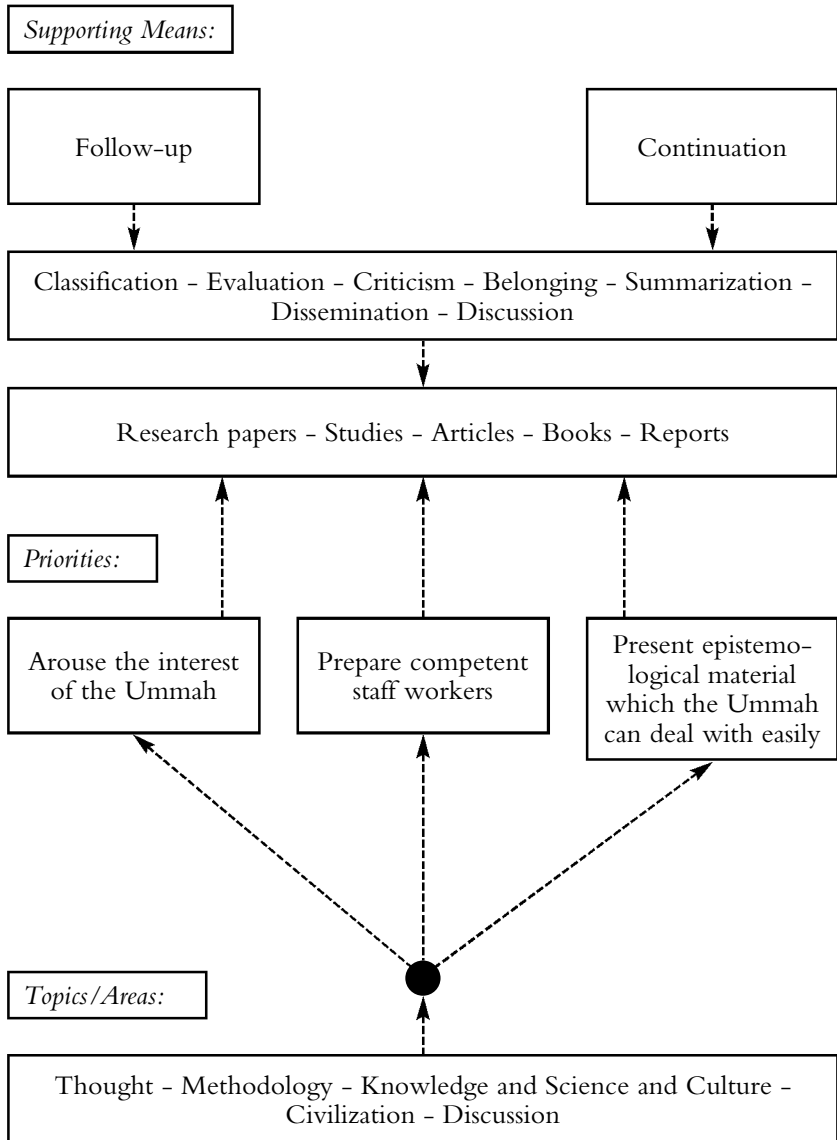 Supporting Means:
Follow-up
Continuation
Classification - Evaluation - Criticism - Belonging - Summarization -
Dissemination - Discussion
Research papers - Studies - Articles - Books - Reports
Priorities:
Arouse the interest
of the Ummah
Prepare competent
staff workers
Present epistemo-
logical material
which the Ummah
can deal with easily
Topics/Areas:
Thought - Methodology - Knowledge and Science and Culture -
Civilization - Discussion